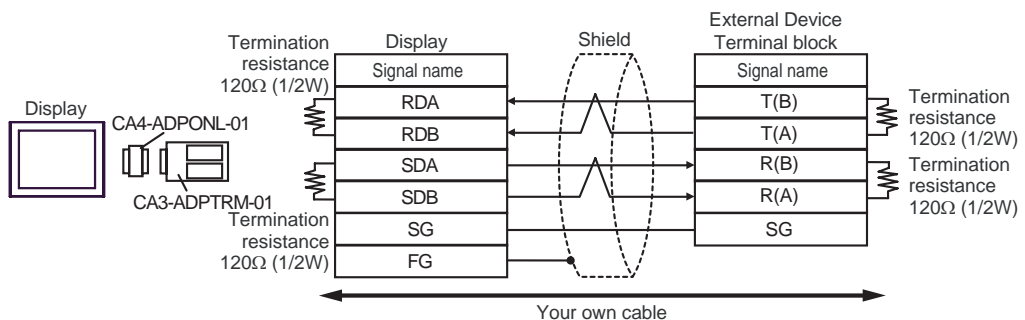 Display
CA4-ADPONL-01
CA3-ADPTRM-01
Termination
resistance
120Ω (1/2W)
Termination
resistance
120Ω (1/2W)
Display
Signal name
RDA
RDB
SDA
SDB
SG
FG
Shield
External Device
Terminal block
Signal name
T(B)
T(A)
R(B)
R(A)
SG
Termination
resistance
120Ω (1/2W)
Termination
resistance
120Ω (1/2W)
Your own cable